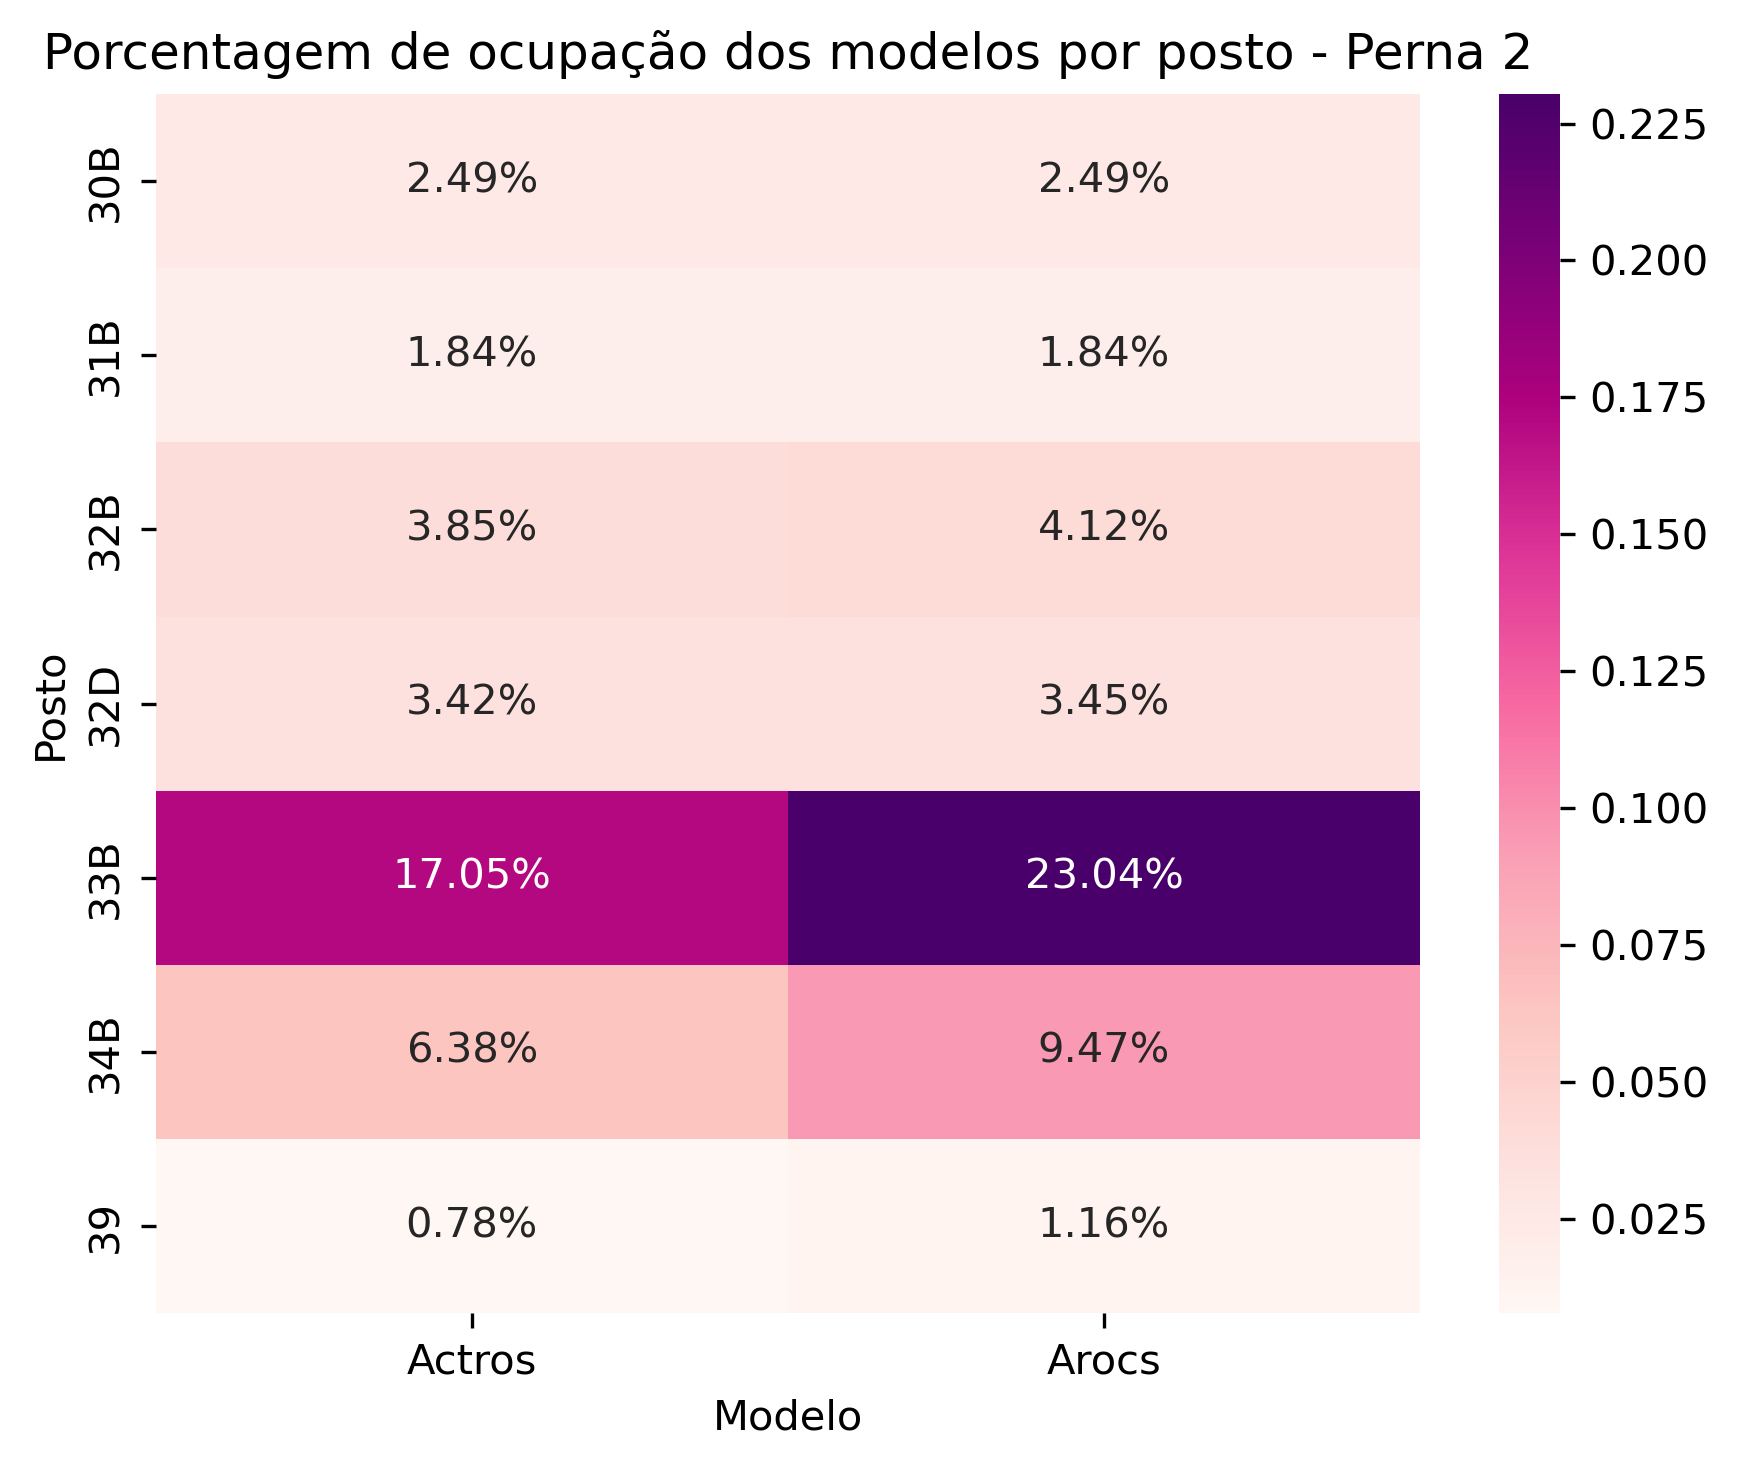 Porcentagem de ocupação dos modelos por posto - Perna 2
30B 2.49% 2.49%
31B 1.84% 1.84%
32B 3.85% 4.12%
32D 3.42% 3.45%
33B 17.05% 23.04%
34B 6.38% 9.47%
39 0.78% 1.16%
Posto
Actros Arocs
Modelo
0.225
0.200
0.175
0.150
0.125
0.100
0.075
0.050
0.025